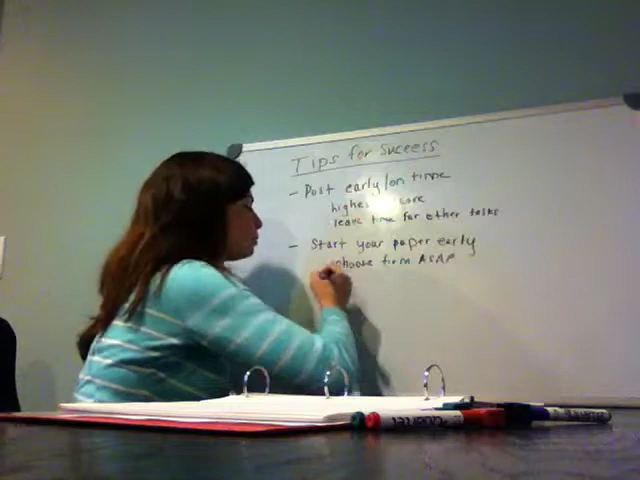 Tips for Success
- Post early/on time
highest score
leave time for other tasks
- Start your paper early
choose firm ASAP